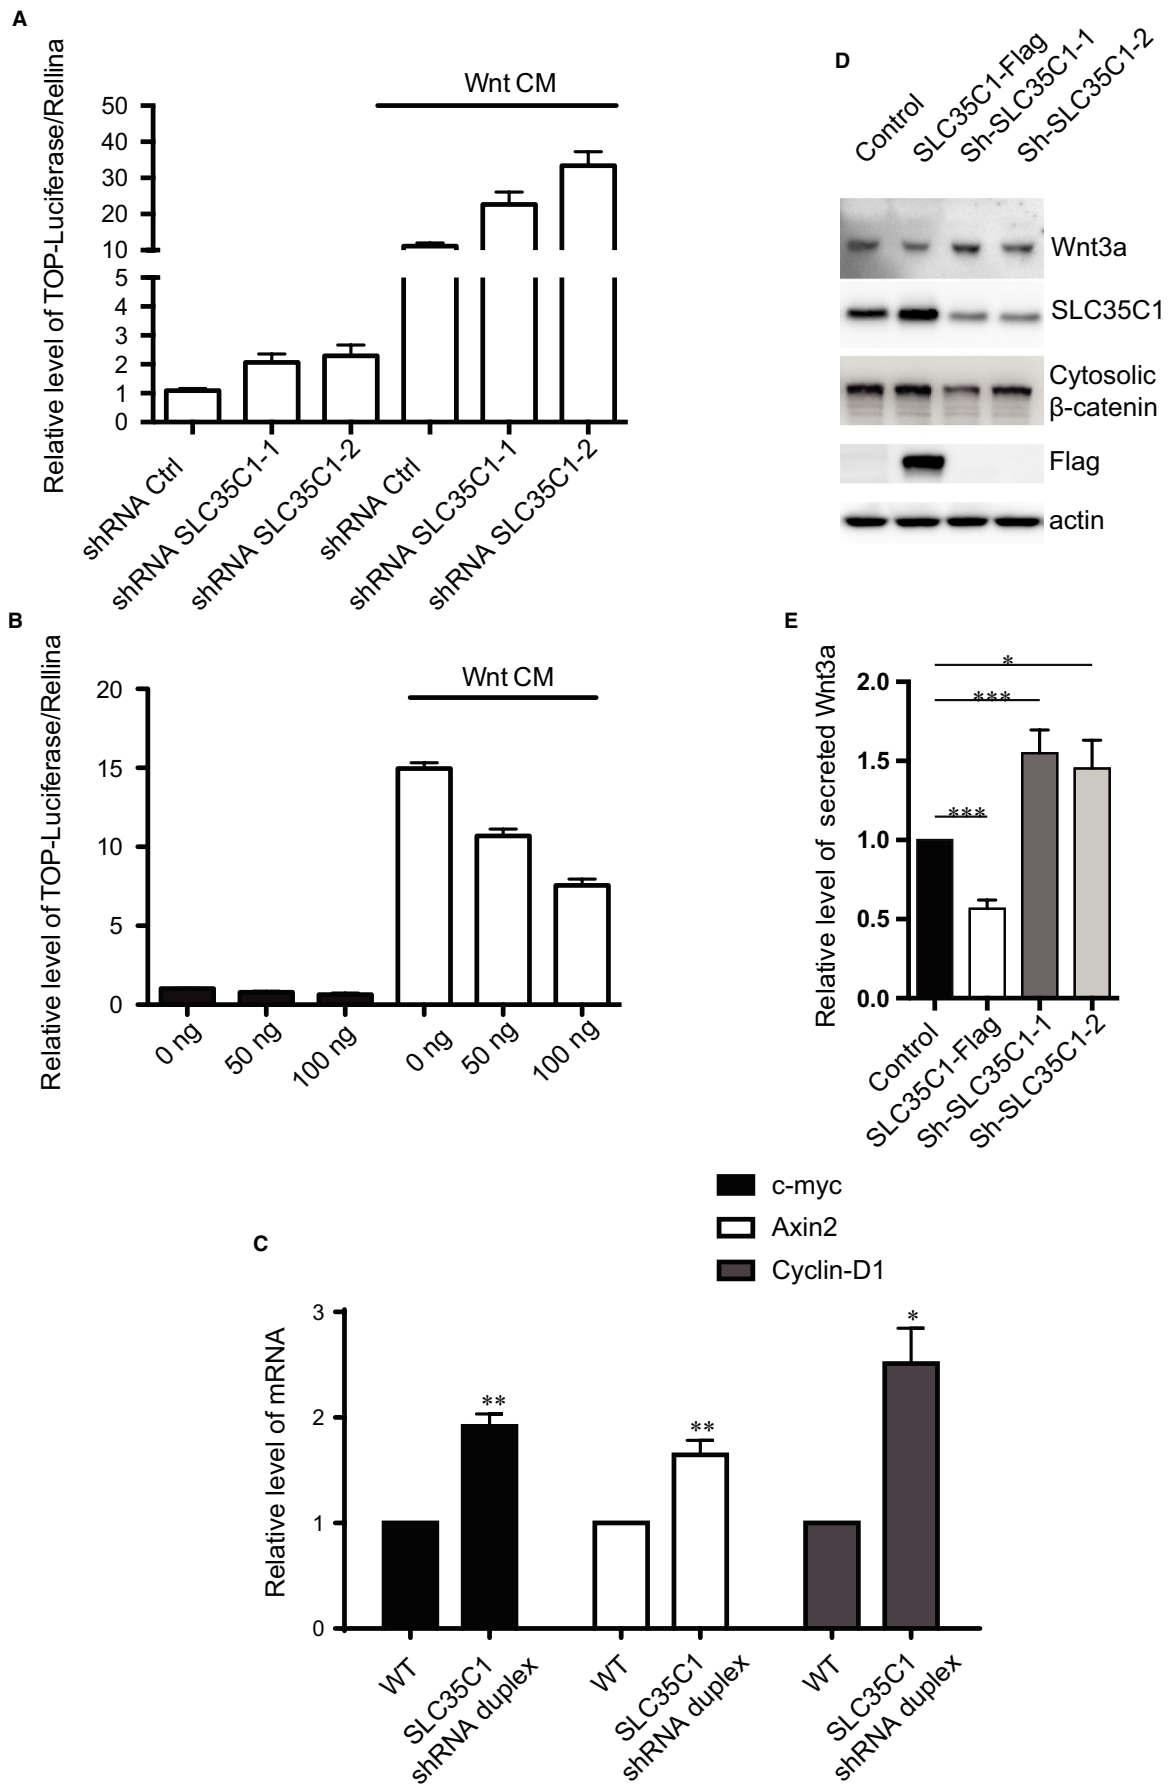 A
Relative level of TOP-Luciferase/Rellina
Wnt CM
50
40
30
20
10
5
4
3
2
1
0
shRNA Ctrl
shRNA SLC35C1-1
shRNA SLC35C1-2
shRNA Ctrl
shRNA SLC35C1-1
shRNA SLC35C1-2
B
Relative level of TOP-Luciferase/Rellina
Wnt CM
20
15
10
5
0
0 ng
50 ng
100 ng
0 ng
50 ng
100 ng
D
Control
SLC35C1-Flag
Sh-SLC35C1-1
Sh-SLC35C1-2
Wnt3a
SLC35C1
Cytosolic
β-catenin
Flag
actin
E
Relative level of secreted Wnt3a
2.0
1.5
1.0
0.5
0.0
*
***
***
Control
SLC35C1-Flag
Sh-SLC35C1-1
Sh-SLC35C1-2
C
c-myc
Axin2
Cyclin-D1
Relative level of mRNA
3
2
1
0
**
**
*
WT
SLC35C1
shRNA duplex
WT
SLC35C1
shRNA duplex
WT
SLC35C1
shRNA duplex